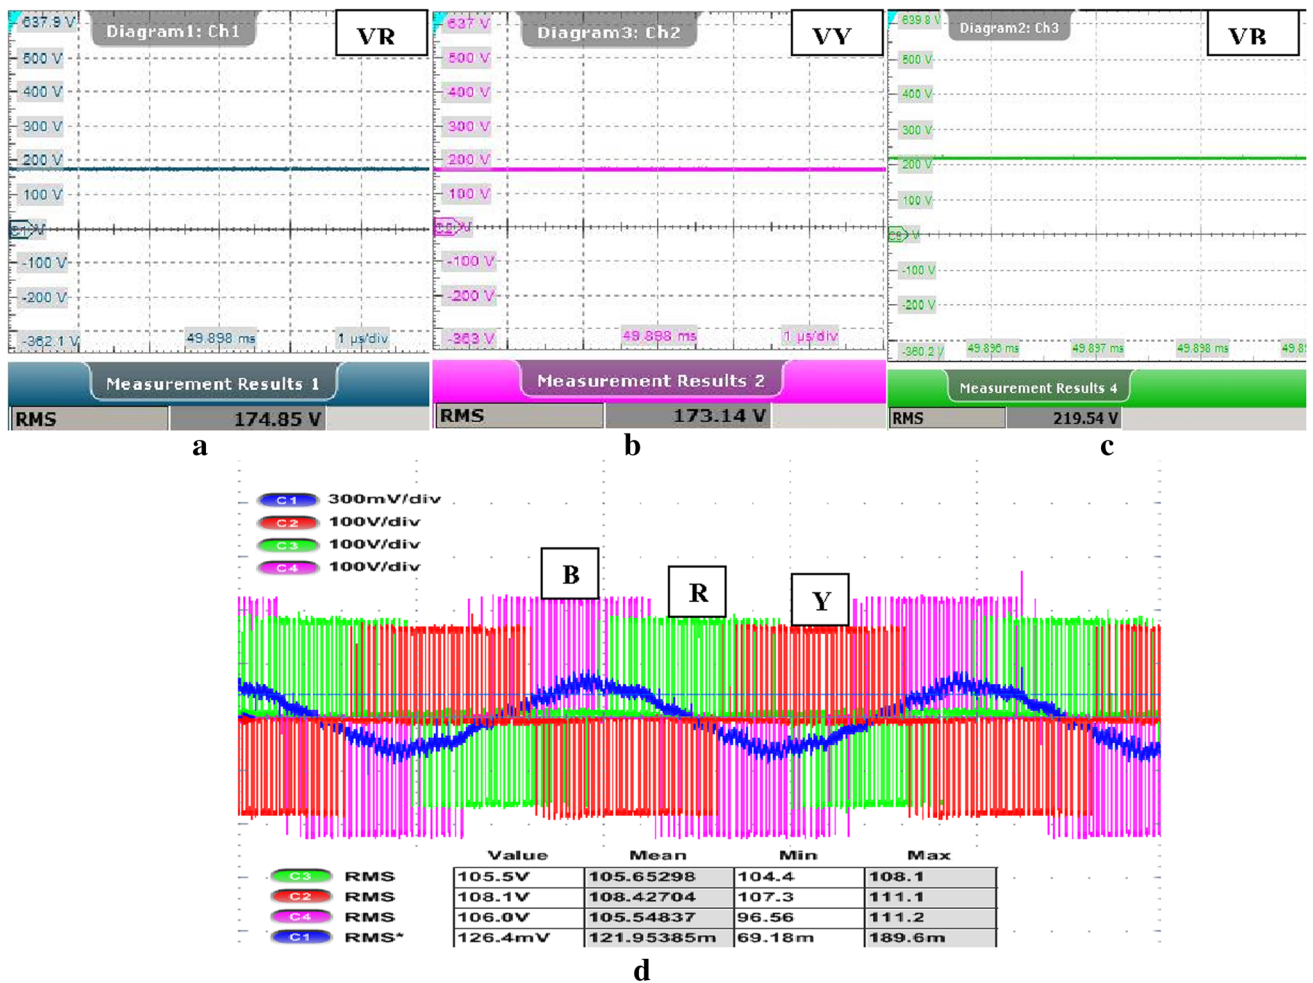 637.9 V
Diagram1: Ch1
VR
500 V
400 V
300 V
200 V
100 V
C1 V
-100 V
-200 V
-362.1 V
49.898 ms
1 µs/div
Measurement Results 1
RMS
174.85 V
a
637 V
Diagram3: Ch2
VY
500 V
400 V
300 V
200 V
100 V
C2 V
-100 V
-200 V
-363 V
49.898 ms
1 µs/div
Measurement Results 2
RMS
173.14 V
b
639.8 V
Diagram2: Ch3
VB
500 V
400 V
300 V
200 V
100 V
C3 V
-100 V
-200 V
-360.2 V
49.896 ms
49.897 ms
49.898 ms
49.89
Measurement Results 4
RMS
219.54 V
c
C1 300mV/div
C2 100V/div
C3 100V/div
C4 100V/div
B
R
Y
Value Mean Min Max
C3 RMS 105.5V 105.65298 104.4 108.1
C2 RMS 108.1V 108.42704 107.3 111.1
C4 RMS 106.0V 105.54837 96.56 111.2
C1 RMS* 126.4mV 121.95385m 69.18m 189.6m
d